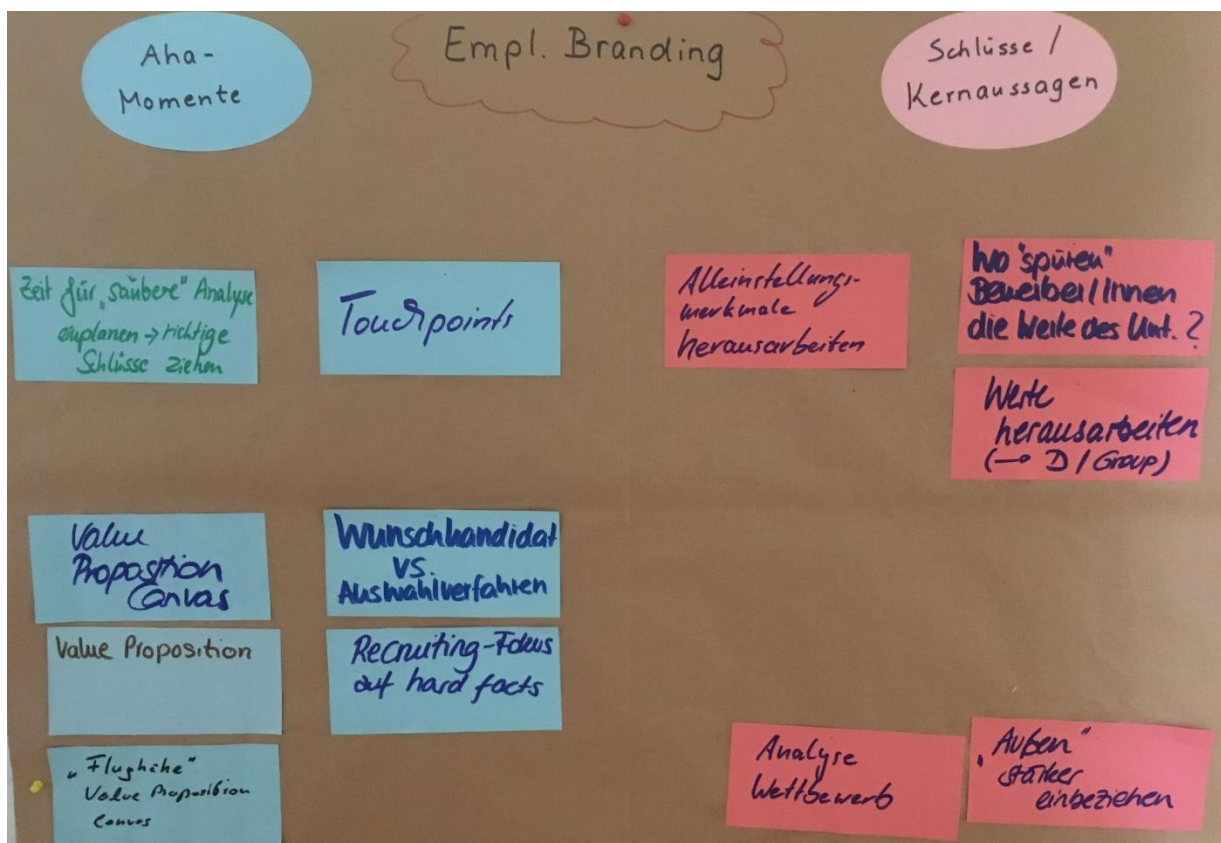 Aha-
Momente
Empl. Branding
Schlüsse /
Kernaussagen
Zeit für „saubere" Analyse
einplanen → richtige
Schlüsse ziehen
Touchpoints
Alleinstellungs-
merkmale
herausarbeiten
Wo "spüren"
Bewerber/Innen
die Werte des Unt. ?
Werte
herausarbeiten
(→ D / Group)
Value
Proposition
Canvas
Wunschkandidat
vs.
Auswahlverfahren
Value Proposition
Recruiting-Fokus
auf hard facts
„Flughöhe"
Value Proposition
Canvas
Analyse
Wettbewerb
„Außen"
stärker
einbeziehen